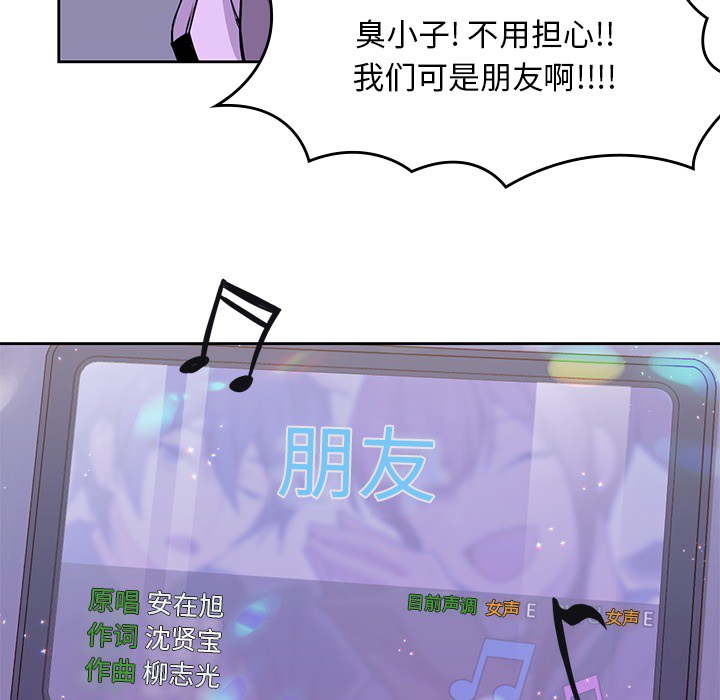 臭小子! 不用担心!!
我们可是朋友啊!!!!
朋友
原唱 安在旭
作词 沈贤宝
作曲 柳志光
目前声调 女声 E
女声 E